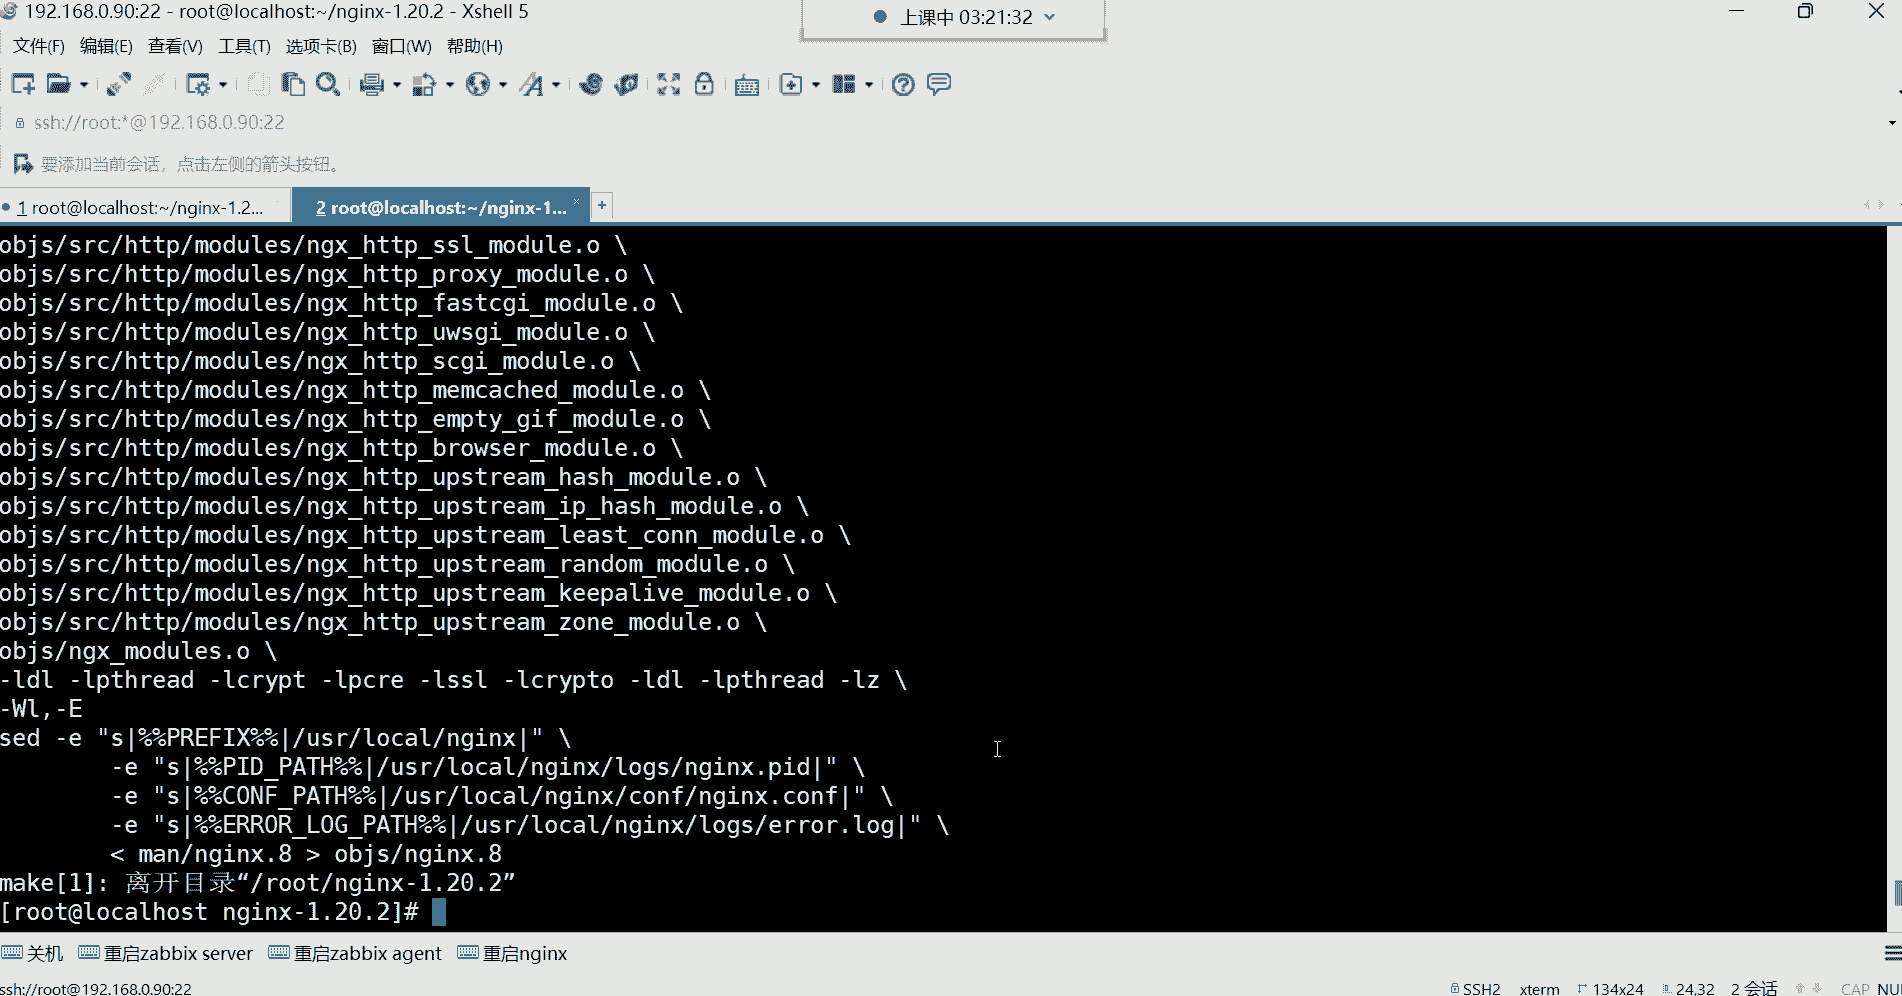 192.168.0.90:22 - root@localhost:~/nginx-1.20.2 - Xshell 5
上课中 03:21:32
文件(F) 编辑(E) 查看(V) 工具(T) 选项卡(B) 窗口(W) 帮助(H)
ssh://root:*@192.168.0.90:22
要添加当前会话，点击左侧的箭头按钮。
1 root@localhost:~/nginx-1.2... 2 root@localhost:~/nginx-1... × +
objs/src/http/modules/ngx_http_ssl_module.o \
objs/src/http/modules/ngx_http_proxy_module.o \
objs/src/http/modules/ngx_http_fastcgi_module.o \
objs/src/http/modules/ngx_http_uwsgi_module.o \
objs/src/http/modules/ngx_http_scgi_module.o \
objs/src/http/modules/ngx_http_memcached_module.o \
objs/src/http/modules/ngx_http_empty_gif_module.o \
objs/src/http/modules/ngx_http_browser_module.o \
objs/src/http/modules/ngx_http_upstream_hash_module.o \
objs/src/http/modules/ngx_http_upstream_ip_hash_module.o \
objs/src/http/modules/ngx_http_upstream_least_conn_module.o \
objs/src/http/modules/ngx_http_upstream_random_module.o \
objs/src/http/modules/ngx_http_upstream_keepalive_module.o \
objs/src/http/modules/ngx_http_upstream_zone_module.o \
objs/ngx_modules.o \
-ldl -lpthread -lcrypt -lpcre -lssl -lcrypto -ldl -lpthread -lz \
-Wl,-E
sed -e "s|%%PREFIX%%|/usr/local/nginx|" \
-e "s|%%PID_PATH%%|/usr/local/nginx/logs/nginx.pid|" \
-e "s|%%CONF_PATH%%|/usr/local/nginx/conf/nginx.conf|" \
-e "s|%%ERROR_LOG_PATH%%|/usr/local/nginx/logs/error.log|" \
< man/nginx.8 > objs/nginx.8
make[1]: 离开目录“/root/nginx-1.20.2”
[root@localhost nginx-1.20.2]#
关机 重启zabbix server 重启zabbix agent 重启nginx
ssh://root@192.168.0.90:22 SSH2 xterm 134x24 24,32 2 会话 CAP NU